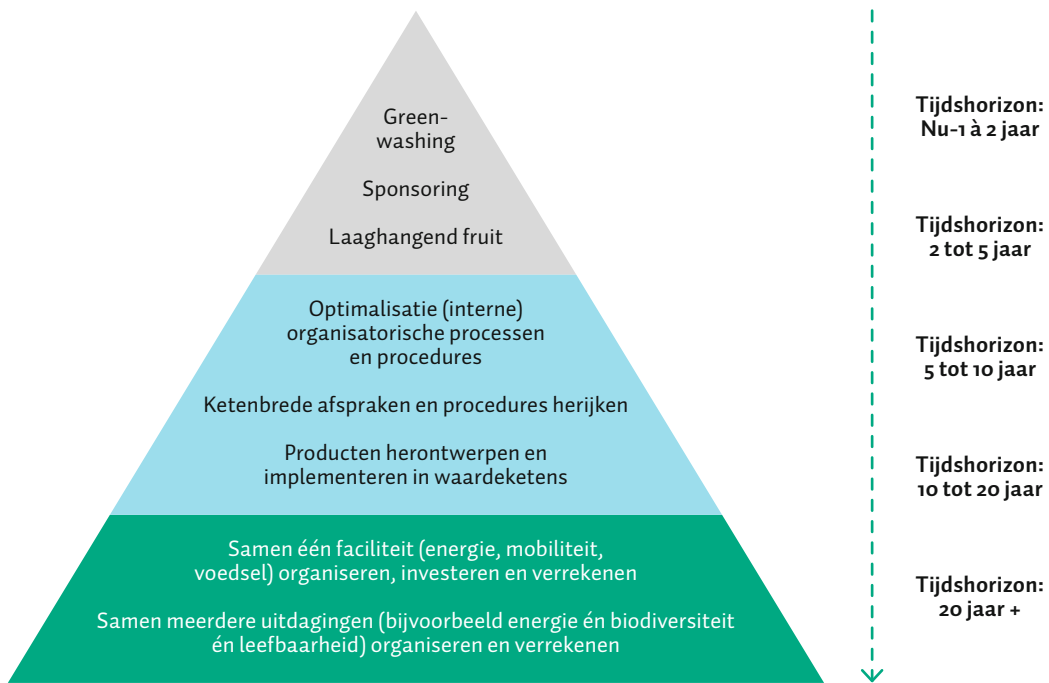 Green-
washing
Sponsoring
Laaghangend fruit
Optimalisatie (interne)
organisatorische processen
en procedures
Ketenbrede afspraken en procedures herijken
Producten herontwerpen en
implementeren in waardeketens
Samen één faciliteit (energie, mobiliteit,
voedsel) organiseren, investeren en verrekenen
Samen meerdere uitdagingen (bijvoorbeeld energie én biodiversiteit
én leefbaarheid) organiseren en verrekenen
Tijdshorizon:
Nu-1 à 2 jaar
Tijdshorizon:
2 tot 5 jaar
Tijdshorizon:
5 tot 10 jaar
Tijdshorizon:
10 tot 20 jaar
Tijdshorizon:
20 jaar +